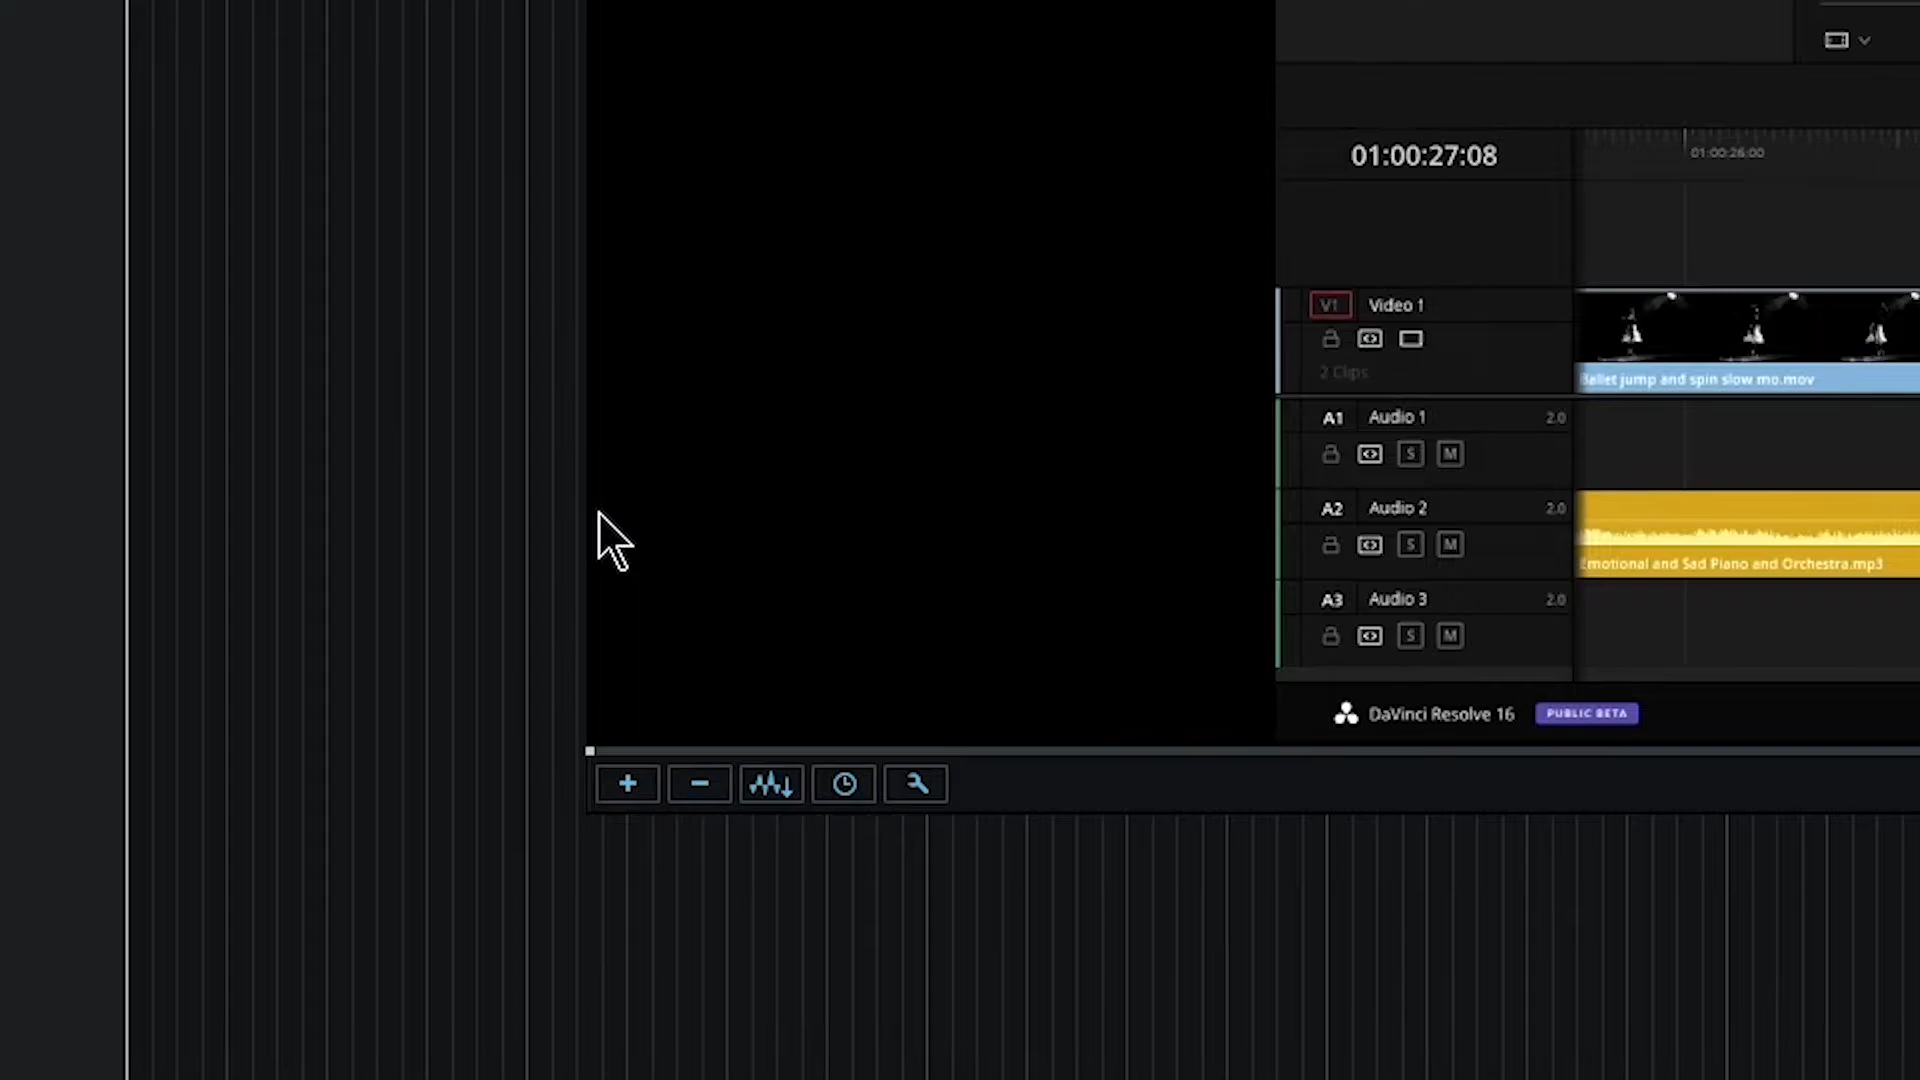 01:00:27:08
01:00:26:00
V1 Video 1
2 Clips
Ballet jump and spin slow mo.mov
A1 Audio 1 2.0
S M
A2 Audio 2 2.0
S M
Emotional and Sad Piano and Orchestra.mp3
A3 Audio 3 2.0
S M
DaVinci Resolve 16 PUBLIC BETA